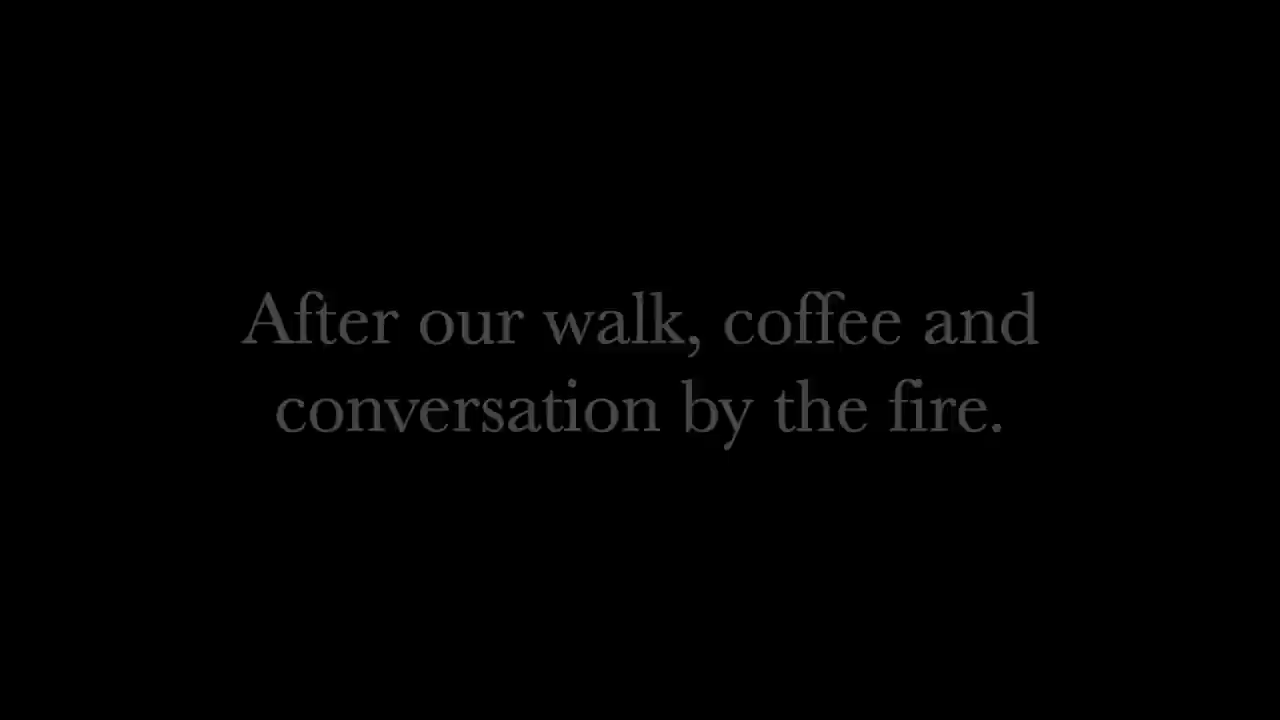 After our walk, coffee and
conversation by the fire.